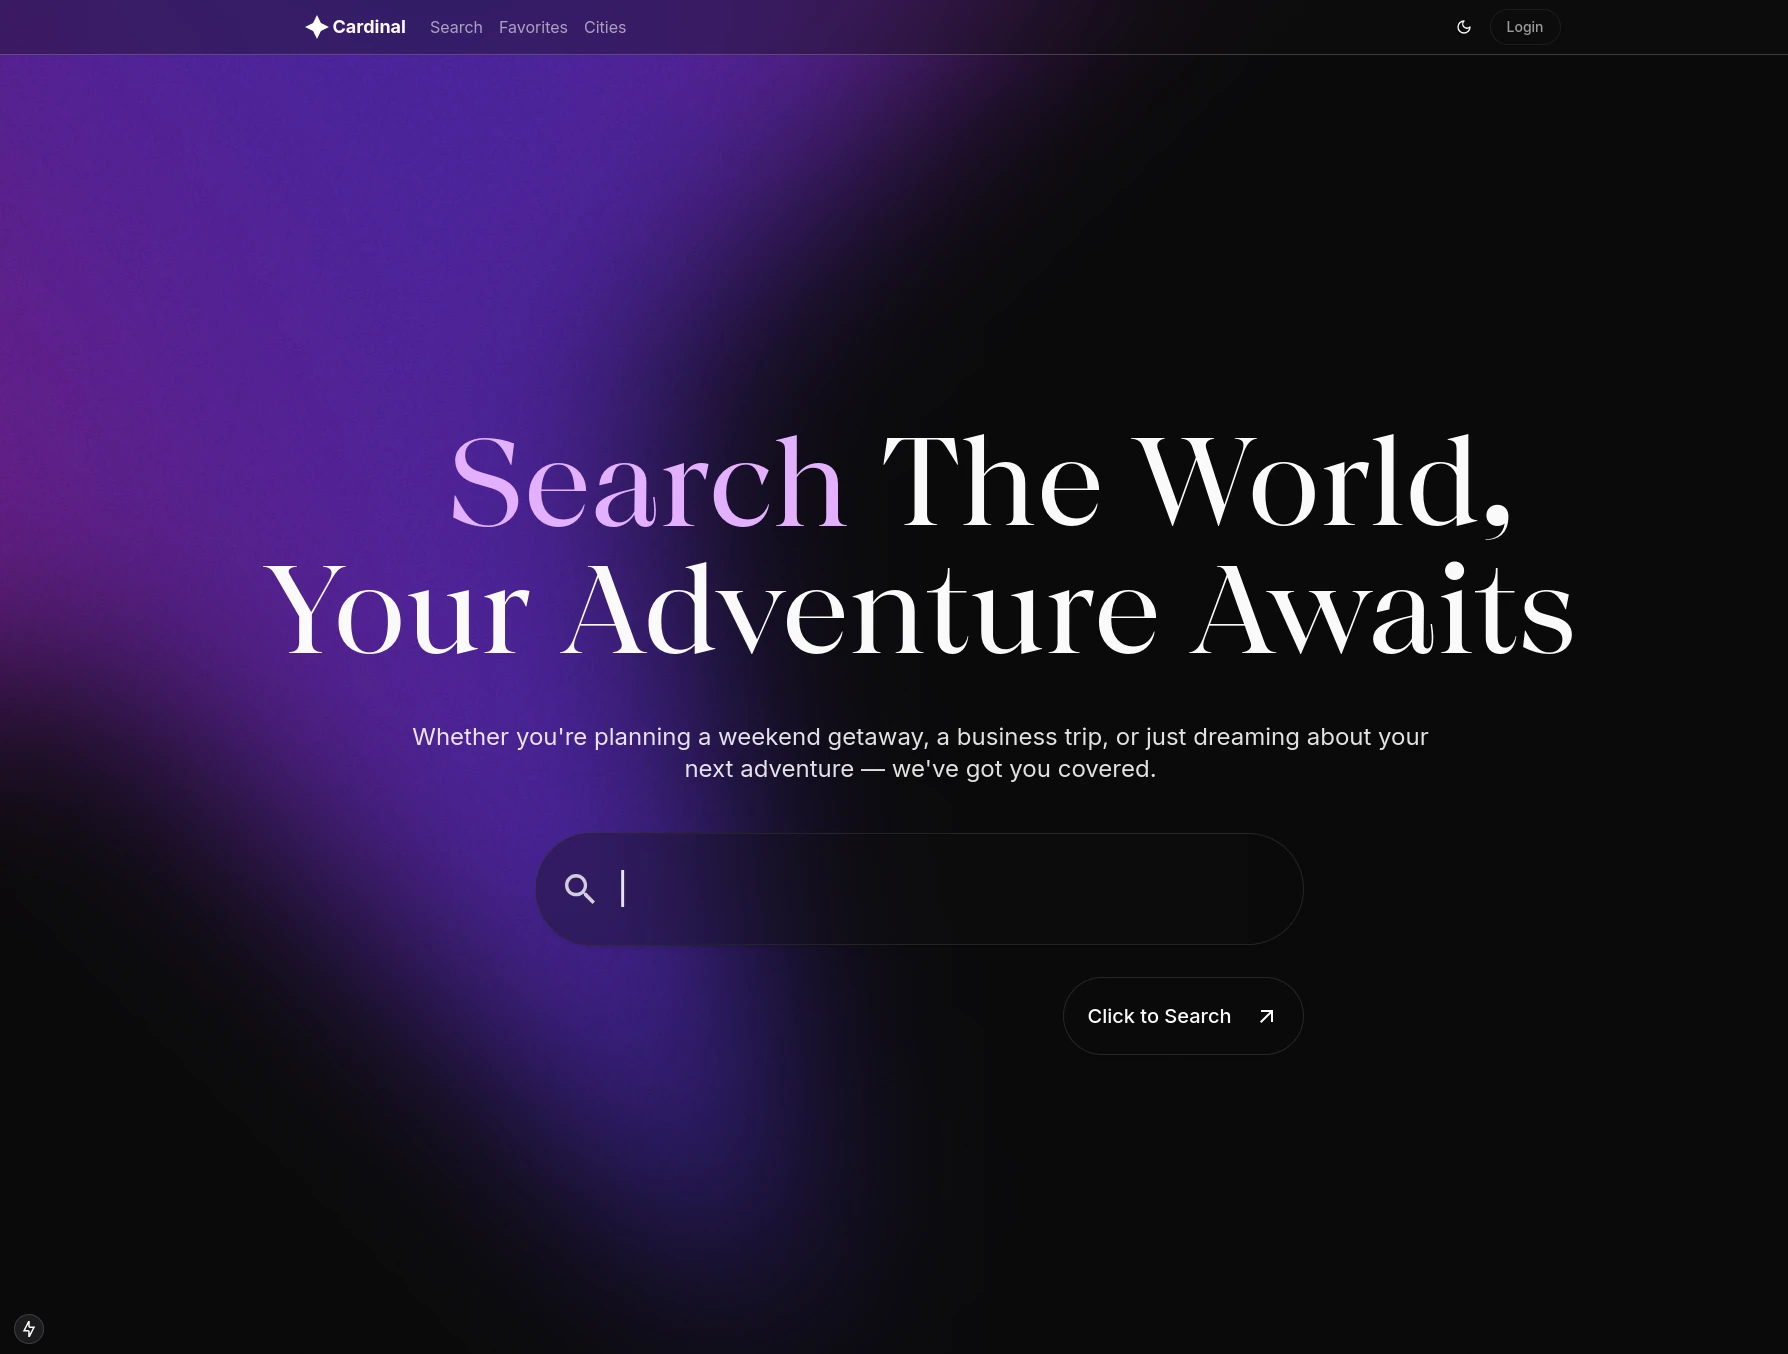 Cardinal Search Favorites Cities Login
Search The World,
Your Adventure Awaits
Whether you're planning a weekend getaway, a business trip, or just dreaming about your
next adventure — we've got you covered.
Click to Search